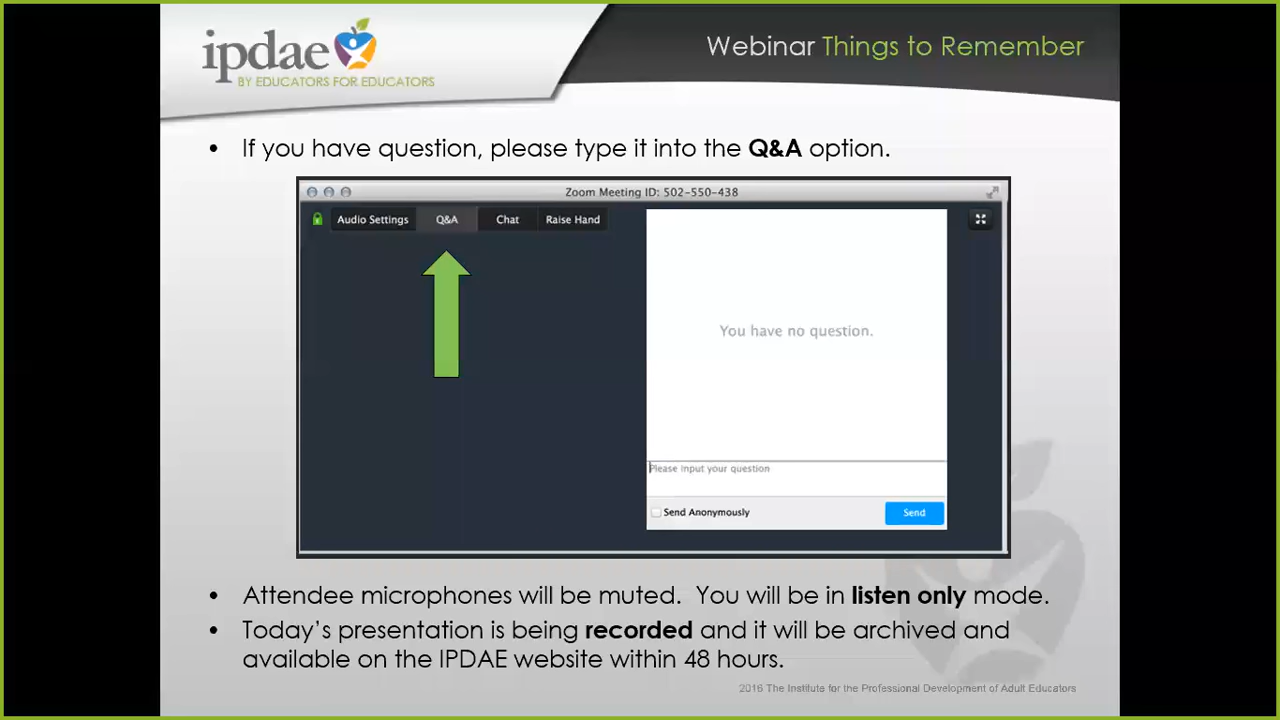 ipdae
BY EDUCATORS FOR EDUCATORS
Webinar Things to Remember
• If you have question, please type it into the Q&A option.
Zoom Meeting ID: 502-550-438
Audio Settings Q&A Chat Raise Hand
You have no question.
Please input your question
Send Anonymously Send
• Attendee microphones will be muted. You will be in listen only mode.
• Today's presentation is being recorded and it will be archived and
available on the IPDAE website within 48 hours.
2016 The Institute for the Professional Development of Adult Educators